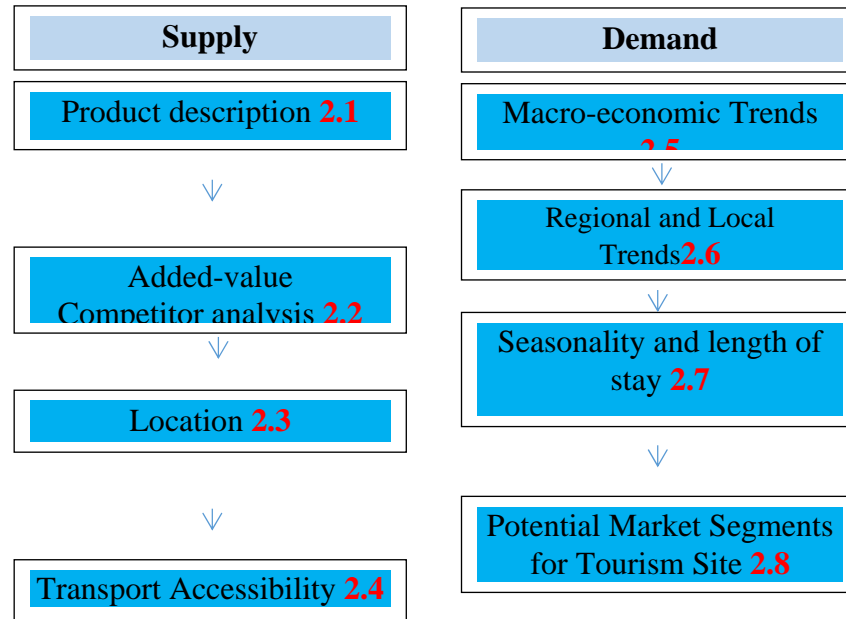 Supply
Product description 2.1
Added-value
Competitor analysis 2.2
Location 2.3
Transport Accessibility 2.4
Demand
Macro-economic Trends
2.5
Regional and Local
Trends2.6
Seasonality and length of
stay 2.7
Potential Market Segments
for Tourism Site 2.8